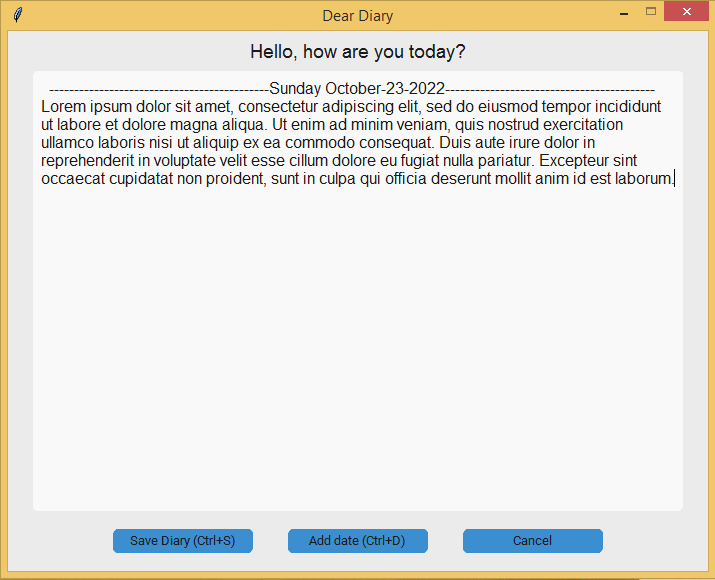 Dear Diary
Hello, how are you today?
--------------------------------------------Sunday October-23-2022------------------------------------------
Lorem ipsum dolor sit amet, consectetur adipiscing elit, sed do eiusmod tempor incididunt
ut labore et dolore magna aliqua. Ut enim ad minim veniam, quis nostrud exercitation
ullamco laboris nisi ut aliquip ex ea commodo consequat. Duis aute irure dolor in
reprehenderit in voluptate velit esse cillum dolore eu fugiat nulla pariatur. Excepteur sint
occaecat cupidatat non proident, sunt in culpa qui officia deserunt mollit anim id est laborum.
Save Diary (Ctrl+S) Add date (Ctrl+D) Cancel